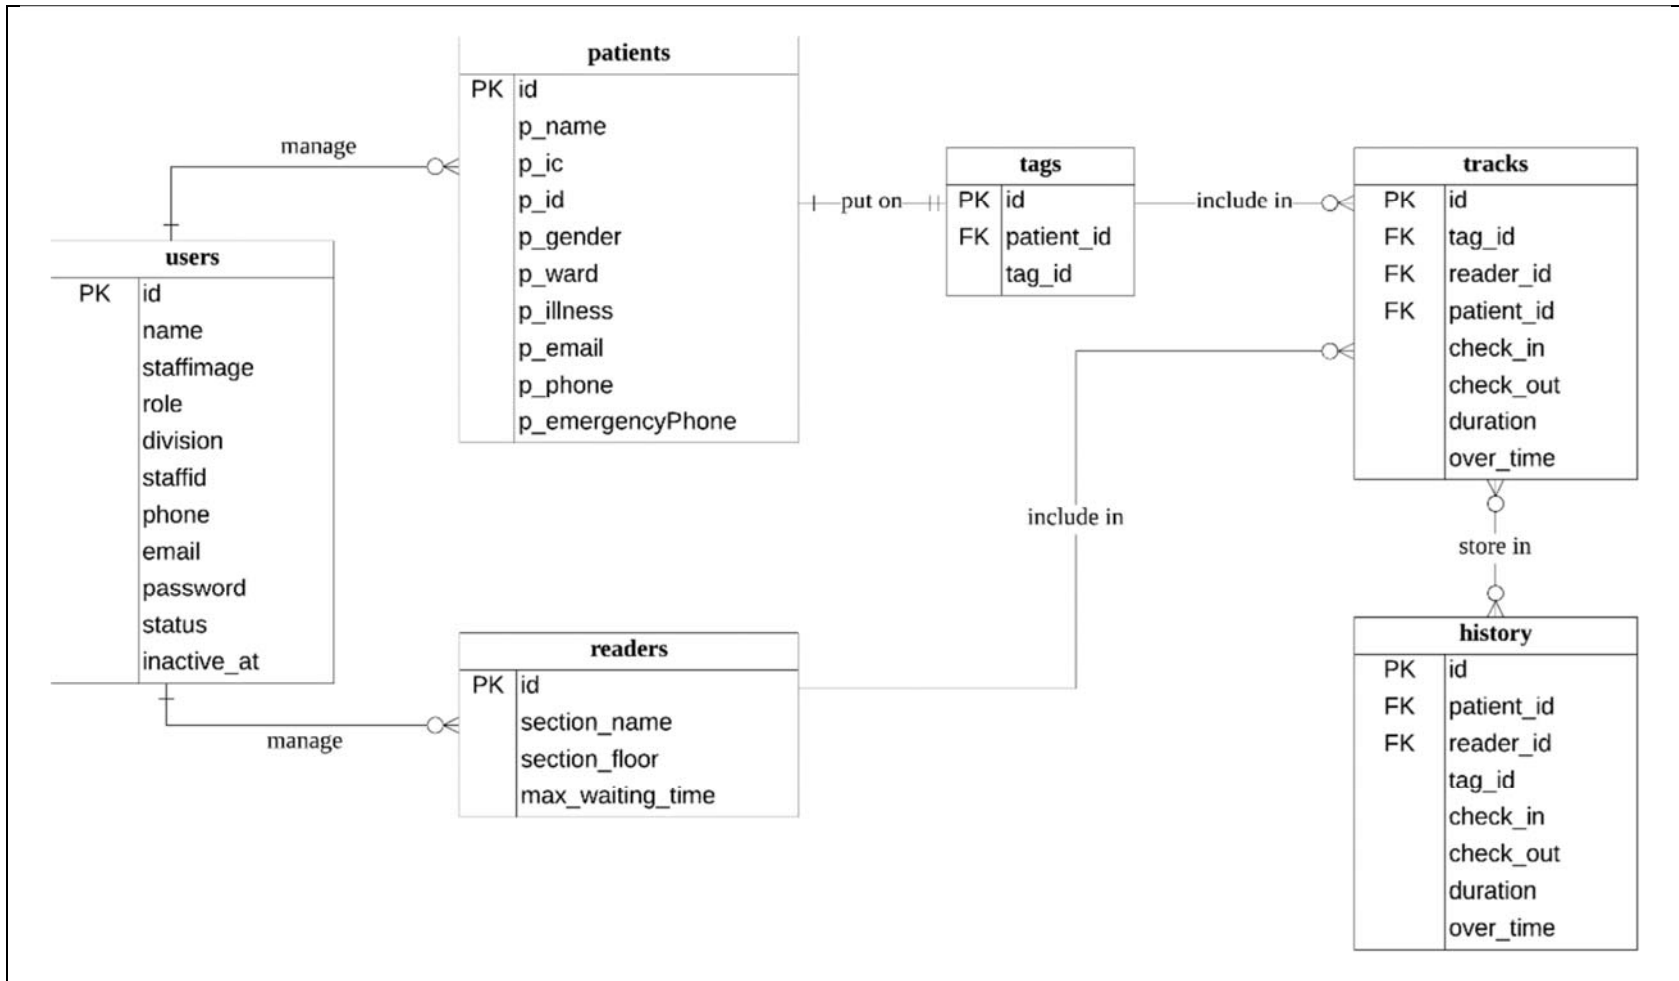 patients
PK id
p_name
p_ic
p_id
p_gender
p_ward
p_illness
p_email
p_phone
p_emergencyPhone
manage
users
PK id
name
staffimage
role
division
staffid
phone
email
password
status
inactive_at
manage
readers
PK id
section_name
section_floor
max_waiting_time
put on
tags
PK id
FK patient_id
tag_id
include in
include in
tracks
PK id
FK tag_id
FK reader_id
FK patient_id
check_in
check_out
duration
over_time
store in
history
PK id
FK patient_id
FK reader_id
tag_id
check_in
check_out
duration
over_time